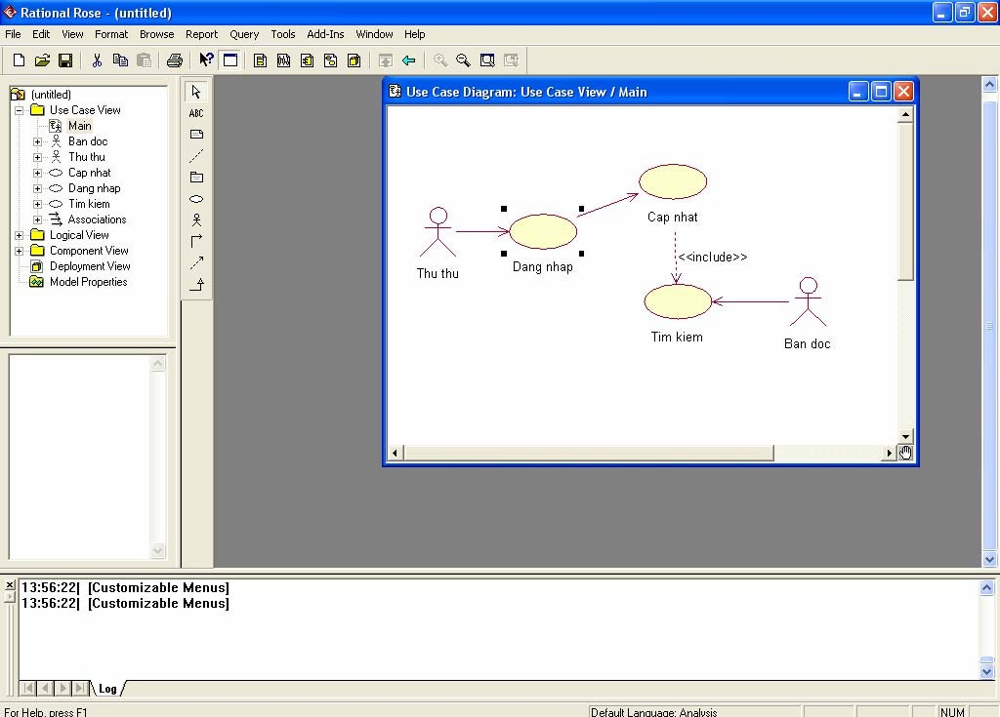 Rational Rose - (untitled)
File Edit View Format Browse Report Query Tools Add-Ins Window Help
(untitled)
Use Case View
Main
Ban doc
Thu thu
Cap nhat
Dang nhap
Tim kiem
Associations
Logical View
Component View
Deployment View
Model Properties
ABC
Use Case Diagram: Use Case View / Main
Cap nhat
Thu thu
Dang nhap
<<include>>
Tim kiem
Ban doc
13:56:22| [Customizable Menus]
13:56:22| [Customizable Menus]
Log
For Help, press F1
Default Language: Analysis
NUM